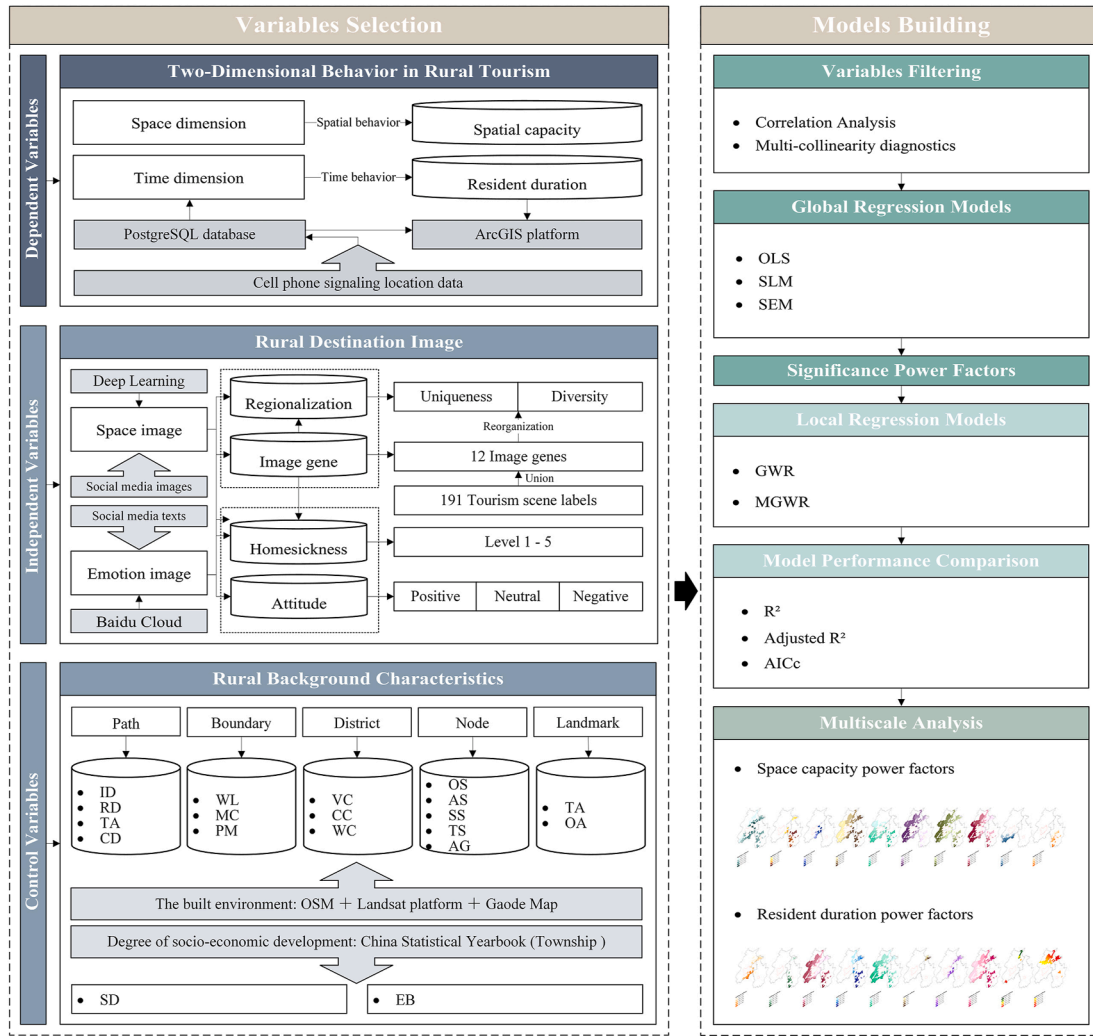 Variables Selection
Dependent Variables
Two-Dimensional Behavior in Rural Tourism
Space dimension
Spatial behavior
Spatial capacity
Time dimension
Time behavior
Resident duration
PostgreSQL database
ArcGIS platform
Cell phone signaling location data
Independent Variables
Rural Destination Image
Deep Learning
Space image
Social media images
Social media texts
Emotion image
Baidu Cloud
Regionalization
Image gene
Homesickness
Attitude
Uniqueness
Diversity
Reorganization
12 Image genes
Union
191 Tourism scene labels
Level 1 - 5
Positive
Neutral
Negative
Control Variables
Rural Background Characteristics
Path
Boundary
District
Node
Landmark
• ID
• RD
• TA
• CD
• WL
• MC
• PM
• VC
• CC
• WC
• OS
• AS
• SS
• TS
• AG
• TA
• OA
The built environment: OSM + Landsat platform + Gaode Map
Degree of socio-economic development: China Statistical Yearbook (Township )
• SD
• EB
Models Building
Variables Filtering
• Correlation Analysis
• Multi-collinearity diagnostics
Global Regression Models
• OLS
• SLM
• SEM
Significance Power Factors
Local Regression Models
• GWR
• MGWR
Model Performance Comparison
• R²
• Adjusted R²
• AICc
Multiscale Analysis
• Space capacity power factors
• Resident duration power factors